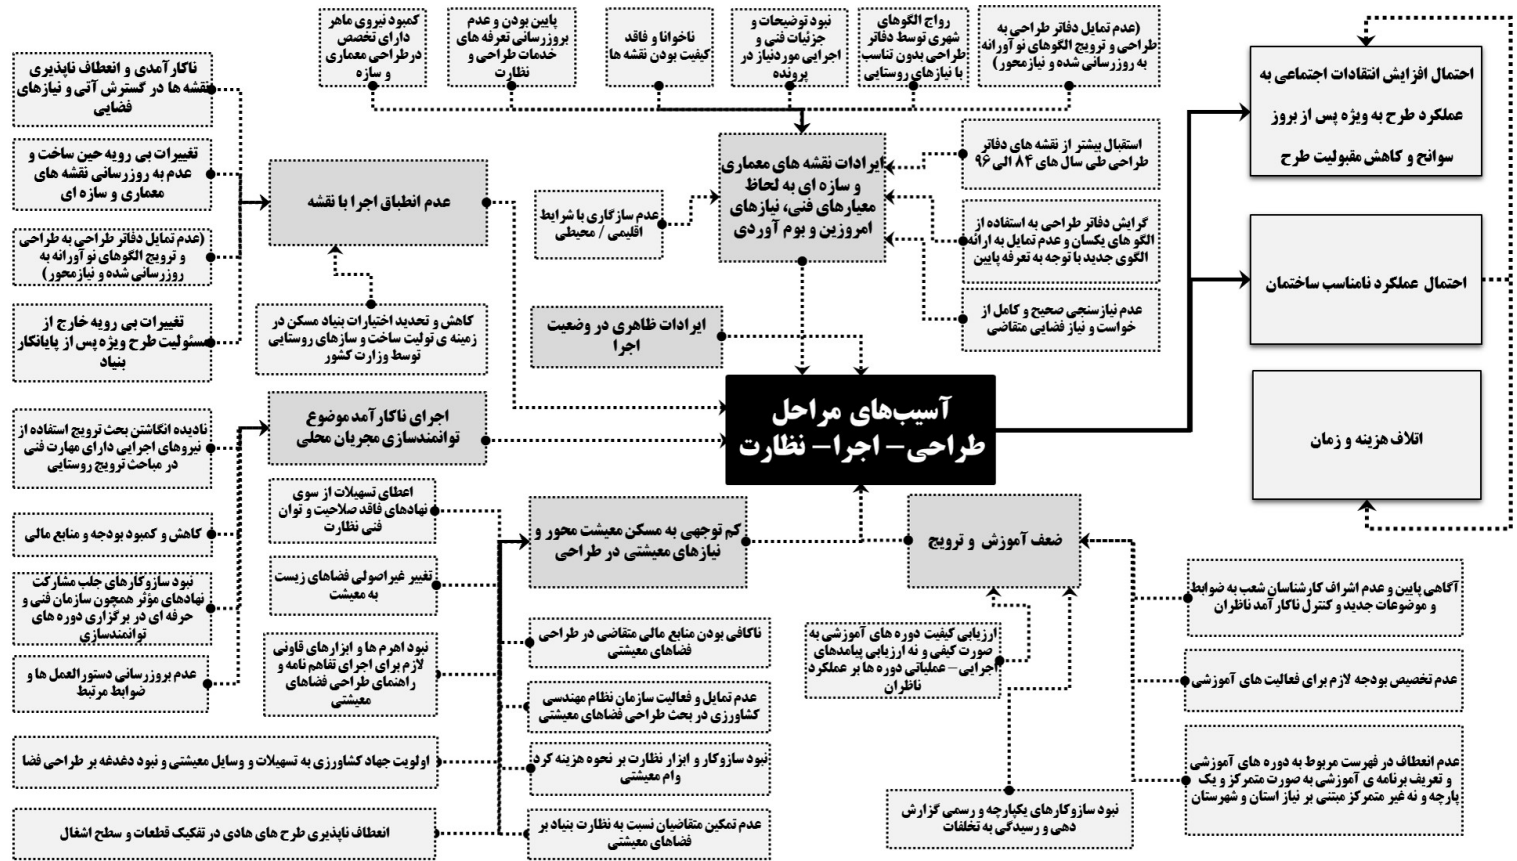 (عدم تمایل دفاتر طراحی به
طراحی و ترویج الگوهای نوآورانه
به روزرسانی شده و نیازمحور)
رواج الگوهای
شهری توسط دفاتر
طراحی بدون تناسب
با نیازهای روستایی
نبود توضیحات و
جزئیات فنی و
اجرایی موردنیاز در
پرونده
ناخوانا و فاقد
کیفیت بودن نقشه ها
پایین بودن و عدم
بروزرسانی تعرفه های
خدمات طراحی و
نظارت
کمبود نیروی ماهر
دارای تخصص
درطراحی معماری
و سازه
ناکارآمدی و انعطاف ناپذیری
نقشه ها در گسترش آتی و نیازهای
فضایی
تغییرات بی رویه حین ساخت و
عدم به روزرسانی نقشه های
معماری و سازه ای
(عدم تمایل دفاتر طراحی به طراحی
و ترویج الگوهای نوآورانه به
روزرسانی شده و نیازمحور)
تغییرات بی رویه خارج از
مسئولیت طرح ویژه پس از پایانکار
بنیاد
عدم انطباق اجرا با نقشه
کاهش و تحدید اختیارات بنیاد مسکن در
زمینه ی تولیت ساخت و سازهای روستایی
توسط وزارت کشور
ایرادات نقشه های معماری
و سازه ای به لحاظ
معیارهای فنی، نیازهای
امروزین و بوم آوردی
عدم سازگاری با شرایط
اقلیمی / محیطی
استقبال بیشتر از نقشه های دفاتر
طراحی طی سال های ۸۴ الی ۹۶
گرایش دفاتر طراحی به استفاده از
الگو های یکسان و عدم تمایل به ارائه
الگوی جدید با توجه به تعرفه پایین
عدم نیازسنجی صحیح و کامل از
خواست و نیاز فضایی متقاضی
ایرادات ظاهری در وضعیت
اجرا
احتمال افزایش انتقادات اجتماعی به
عملکرد طرح به ویژه پس از بروز
سوانح و کاهش مقبولیت طرح
احتمال عملکرد نامناسب ساختمان
اتلاف هزینه و زمان
آسیب‌های مراحل
طراحی– اجرا– نظارت
اجرای ناکارآمد موضوع
توانمندسازی مجریان محلی
نادیده انگاشتن بحث ترویج استفاده از
نیروهای اجرایی دارای مهارت فنی
در مباحث ترویج روستایی
کاهش و کمبود بودجه و منابع مالی
نبود سازوکارهای جلب مشارکت
نهادهای مؤثر همچون سازمان فنی و
حرفه ای در برگزاری دوره های
توانمندسازی
عدم بروزرسانی دستورالعمل ها و
ضوابط مرتبط
کم توجهی به مسکن معیشت محور و
نیازهای معیشتی در طراحی
اعطای تسهیلات از سوی
نهادهای فاقد صلاحیت و توان
فنی نظارت
تغییر غیراصولی فضاهای زیست
به معیشت
نبود اهرم ها و ابزارهای قانونی
لازم برای اجرای تفاهم نامه و
راهنمای طراحی فضاهای
معیشتی
اولویت جهاد کشاورزی به تسهیلات و وسایل معیشتی و نبود دغدغه بر طراحی فضا
انعطاف ناپذیری طرح های هادی در تفکیک قطعات و سطح اشغال
ناکافی بودن منابع مالی متقاضی در طراحی
فضاهای معیشتی
عدم تمایل و فعالیت سازمان نظام مهندسی
کشاورزی در بحث طراحی فضاهای معیشتی
نبود سازوکار و ابزار نظارت بر نحوه هزینه کرد
وام معیشتی
عدم تمکین متقاضیان نسبت به نظارت بنیاد بر
فضاهای معیشتی
ضعف آموزش و ترویج
ارزیابی کیفیت دوره های آموزشی به
صورت کیفی و نه ارزیابی پیامدهای
اجرایی– عملیاتی دوره ها بر عملکرد
ناظران
نبود سازوکارهای یکپارچه و رسمی گزارش
دهی و رسیدگی به تخلفات
آگاهی پایین و عدم اشراف کارشناسان شعب به ضوابط
و موضوعات جدید و کنترل ناکار آمد ناظران
عدم تخصیص بودجه لازم برای فعالیت های آموزشی
عدم انعطاف در فهرست مربوط به دوره های آموزشی
و تعریف برنامه ی آموزشی به صورت متمرکز و یک
پارچه و نه غیر متمرکز مبتنی بر نیاز استان و شهرستان